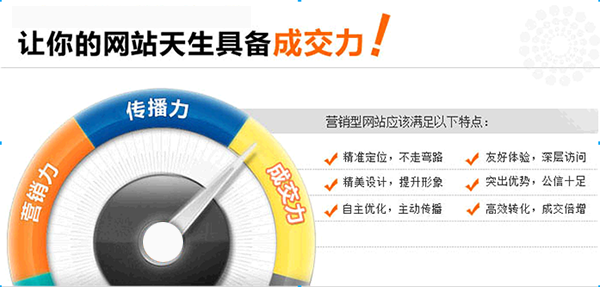 让你的网站天生具备成交力！
营销力
传播力
成交力
营销型网站应该满足以下特点：
精准定位，不走弯路
友好体验，深层访问
精美设计，提升形象
突出优势，公信十足
自主优化，主动传播
高效转化，成交倍增